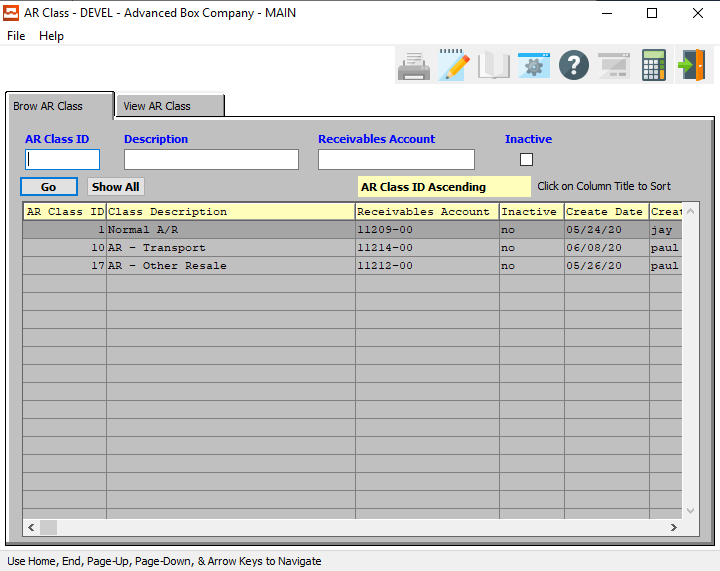 AR Class - DEVEL - Advanced Box Company - MAIN
File Help
Brow AR Class View AR Class
AR Class ID Description Receivables Account Inactive
Go Show All AR Class ID Ascending Click on Column Title to Sort
AR Class ID Class Description Receivables Account Inactive Create Date Creat
1 Normal A/R 11209-00 no 05/24/20 jay
10 AR - Transport 11214-00 no 06/08/20 paul
17 AR - Other Resale 11212-00 no 05/26/20 paul
Use Home, End, Page-Up, Page-Down, & Arrow Keys to Navigate